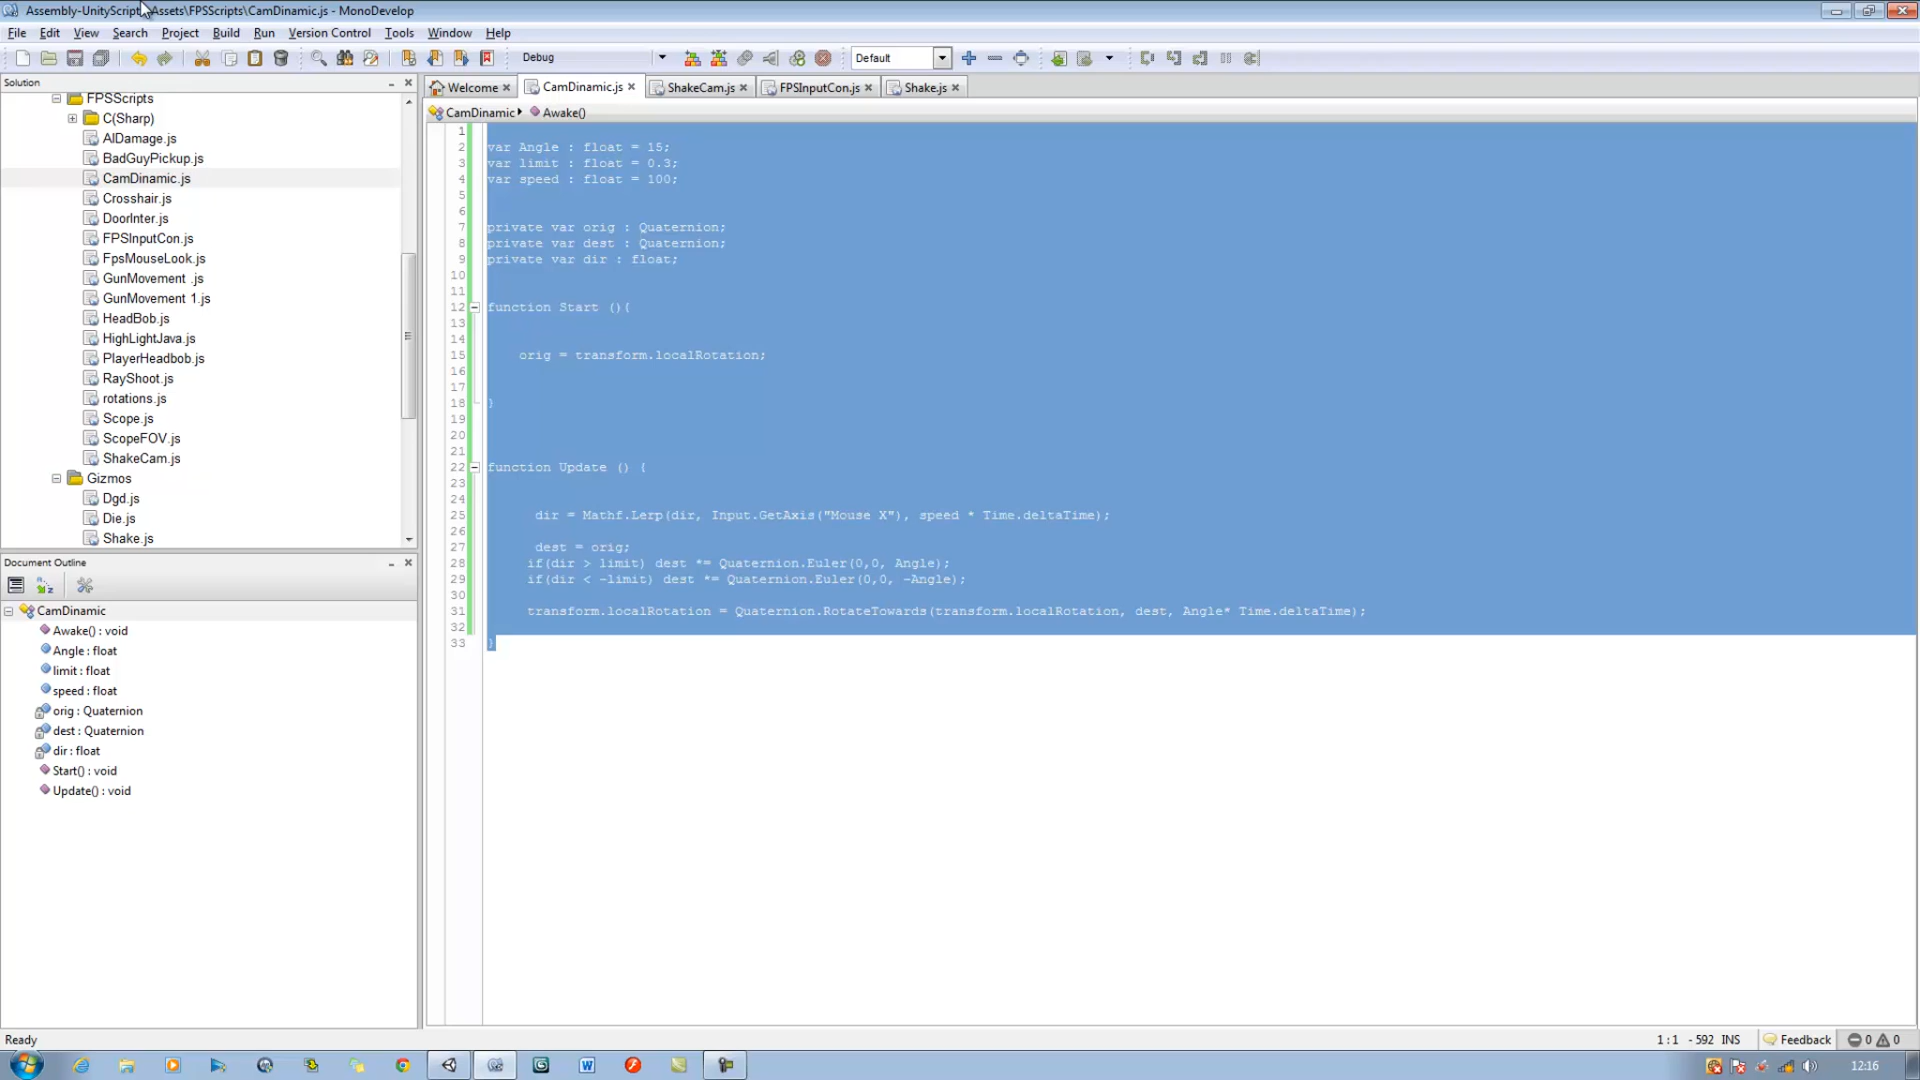 Assembly-UnityScript Assets\FPSScripts\CamDinamic.js - MonoDevelop
File Edit View Search Project Build Run Version Control Tools Window Help
Debug Default
Solution
Welcome CamDinamic.js ShakeCam.js FPSInputCon.js Shake.js
CamDinamic Awake()
FPSScripts
C(Sharp)
AIDamage.js
BadGuyPickup.js
CamDinamic.js
Crosshair.js
DoorInter.js
FPSInputCon.js
FpsMouseLook.js
GunMovement .js
GunMovement 1.js
HeadBob.js
HighLightJava.js
PlayerHeadbob.js
RayShoot.js
rotations.js
Scope.js
ScopeFOV.js
ShakeCam.js
Gizmos
Dgd.js
Die.js
Shake.js
Document Outline
CamDinamic
Awake() : void
Angle : float
limit : float
speed : float
orig : Quaternion
dest : Quaternion
dir : float
Start() : void
Update() : void
1
2 var Angle : float = 15;
3 var limit : float = 0.3;
4 var speed : float = 100;
5
6
7 private var orig : Quaternion;
8 private var dest : Quaternion;
9 private var dir : float;
10
11
12 function Start (){
13
14
15 orig = transform.localRotation;
16
17
18 }
19
20
21
22 function Update () {
23
24
25 dir = Mathf.Lerp(dir, Input.GetAxis("Mouse X"), speed * Time.deltaTime);
26
27 dest = orig;
28 if(dir > limit) dest *= Quaternion.Euler(0,0, Angle);
29 if(dir < -limit) dest *= Quaternion.Euler(0,0, -Angle);
30
31 transform.localRotation = Quaternion.RotateTowards(transform.localRotation, dest, Angle* Time.deltaTime);
32
33 }
Ready 1 : 1 - 592 INS Feedback 0 0
12:16